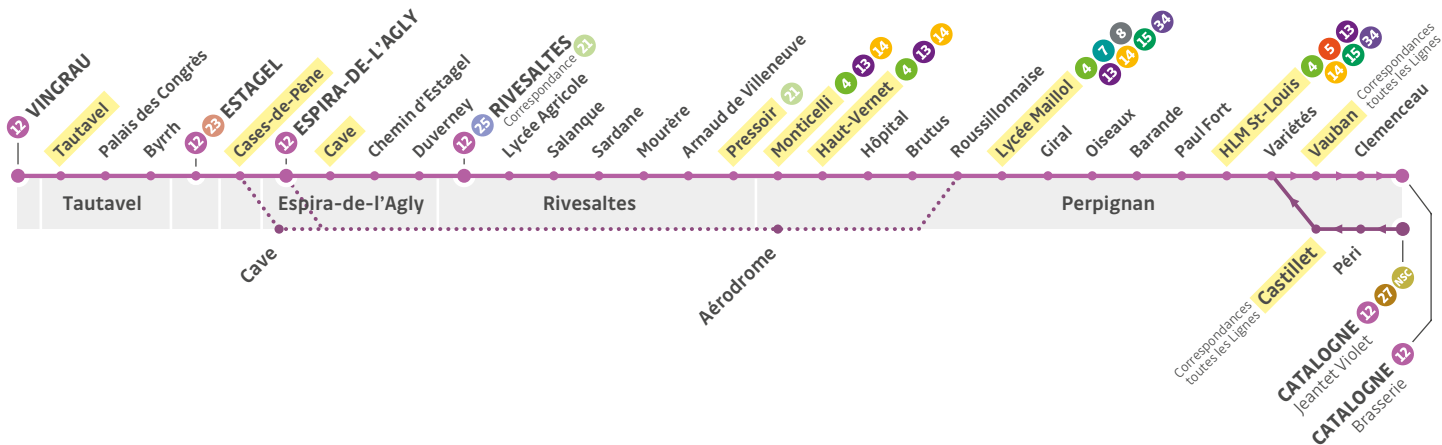 12 VINGRAU
Tautavel
Palais des Congrès
Byrrh
12 23 ESTAGEL
Cases-de-Pène
12 ESPIRA-DE-L'AGLY
Cave
Chemin d'Estagel
Duverney
12 25 RIVESALTES
Correspondance 21
Lycée Agricole
Salanque
Sardane
Mourère
Arnaud de Villeneuve
Pressoir 21
Monticelli 4 13 14
Haut-Vernet 4 13 14
Hôpital
Brutus
Roussillonnaise
Lycée Maillol 4 7 8
13 14 15 34
Giral
Oiseaux
Barande
Paul Fort
HLM St-Louis 4 5 13
14 15 34
Variétés
Vauban Correspondances
toutes les Lignes
Clemenceau
Tautavel
Espira-de-l'Agly
Rivesaltes
Perpignan
Cave
Aérodrome
Correspondances
toutes les Lignes
Castillet
Péri
CATALOGNE 12 27 NSC
Jeantet Violet
CATALOGNE 12
Brasserie